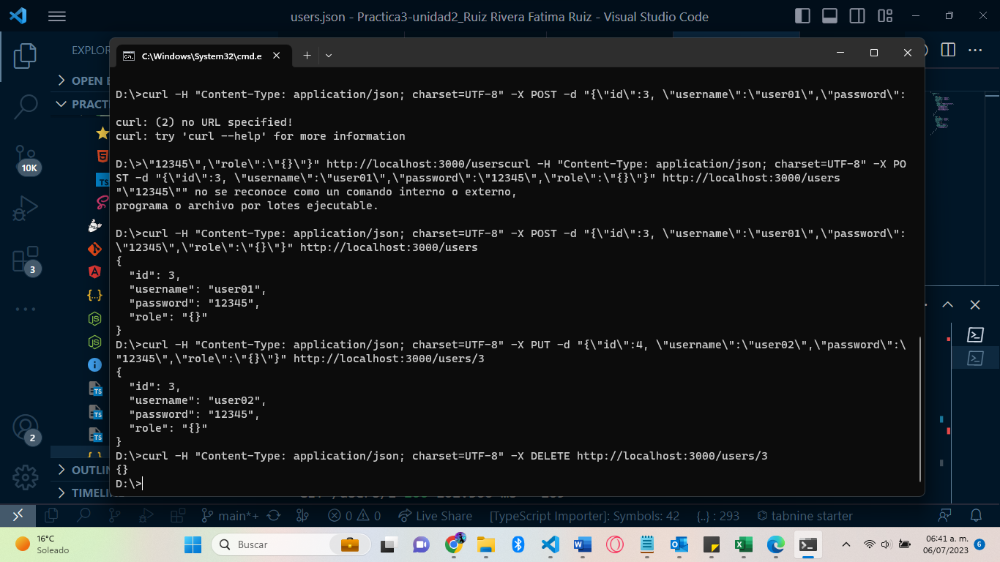 users.json - Practica3-unidad2_Ruiz Rivera Fatima Ruiz - Visual Studio Code
EXPLOR
C:\Windows\System32\cmd.e:
OPEN E
PRACT
D:\>curl -H "Content-Type: application/json; charset=UTF-8" -X POST -d "{\"id\":3, \"username\":\"user01\",\"password\":
curl: (2) no URL specified!
curl: try 'curl --help' for more information
D:\>\"12345\",\"role\":\"{}\"}" http://localhost:3000/userscurl -H "Content-Type: application/json; charset=UTF-8" -X PO
ST -d "{\"id\":3, \"username\":\"user01\",\"password\":\"12345\",\"role\":\"{}\"}" http://localhost:3000/users
"\"12345\"" no se reconoce como un comando interno o externo,
programa o archivo por lotes ejecutable.
D:\>curl -H "Content-Type: application/json; charset=UTF-8" -X POST -d "{\"id\":3, \"username\":\"user01\",\"password\":
\"12345\",\"role\":\"{}\"}" http://localhost:3000/users
{
"id": 3,
"username": "user01",
"password": "12345",
"role": "{}"
}
D:\>curl -H "Content-Type: application/json; charset=UTF-8" -X PUT -d "{\"id\":4, \"username\":\"user02\",\"password\":\
"12345\",\"role\":\"{}\"}" http://localhost:3000/users/3
{
"id": 3,
"username": "user02",
"password": "12345",
"role": "{}"
}
D:\>curl -H "Content-Type: application/json; charset=UTF-8" -X DELETE http://localhost:3000/users/3
{}
D:\>
10K
3
2
OUTLIN
TIMELI
main*+
0
0
Live Share
[TypeScript Importer]: Symbols: 42
{..} : 293
tabnine starter
16°C
Soleado
Buscar
06:41 a. m.
06/07/2023
6